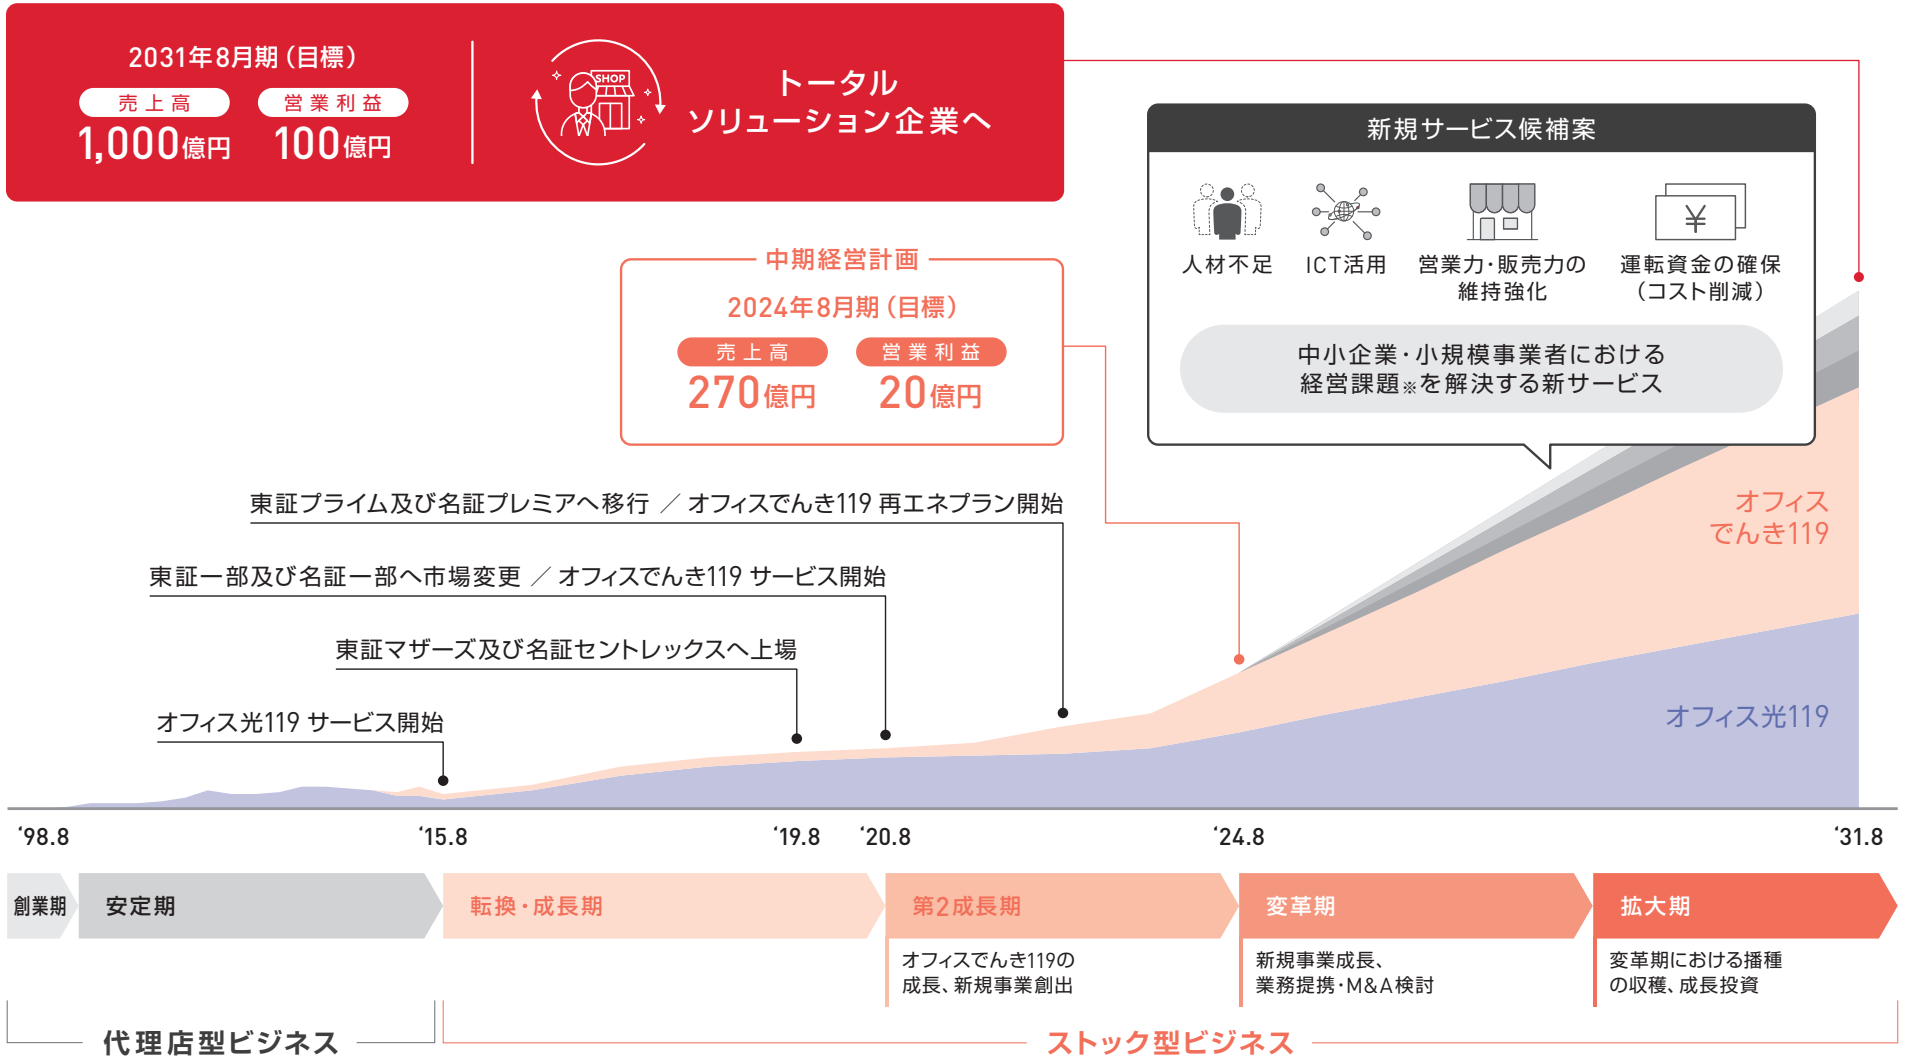 2031年8月期（目標）
売上高 営業利益
1,000億円 100億円
SHOP
トータル
ソリューション企業へ
新規サービス候補案
人材不足
ICT活用
営業力・販売力の
維持強化
¥
運転資金の確保
（コスト削減）
中小企業・小規模事業者における
経営課題※を解決する新サービス
中期経営計画
2024年8月期（目標）
売上高 営業利益
270億円 20億円
東証プライム及び名証プレミアへ移行 ／ オフィスでんき119 再エネプラン開始
東証一部及び名証一部へ市場変更 ／ オフィスでんき119 サービス開始
東証マザーズ及び名証セントレックスへ上場
オフィス光119 サービス開始
オフィス
でんき119
オフィス光119
‘98.8 ‘15.8 ‘19.8 ‘20.8 ‘24.8 ‘31.8
創業期 安定期 転換・成長期 第2成長期 変革期 拡大期
オフィスでんき119の
成長、新規事業創出
新規事業成長、
業務提携・M&A検討
変革期における播種
の収穫、成長投資
代理店型ビジネス ストック型ビジネス